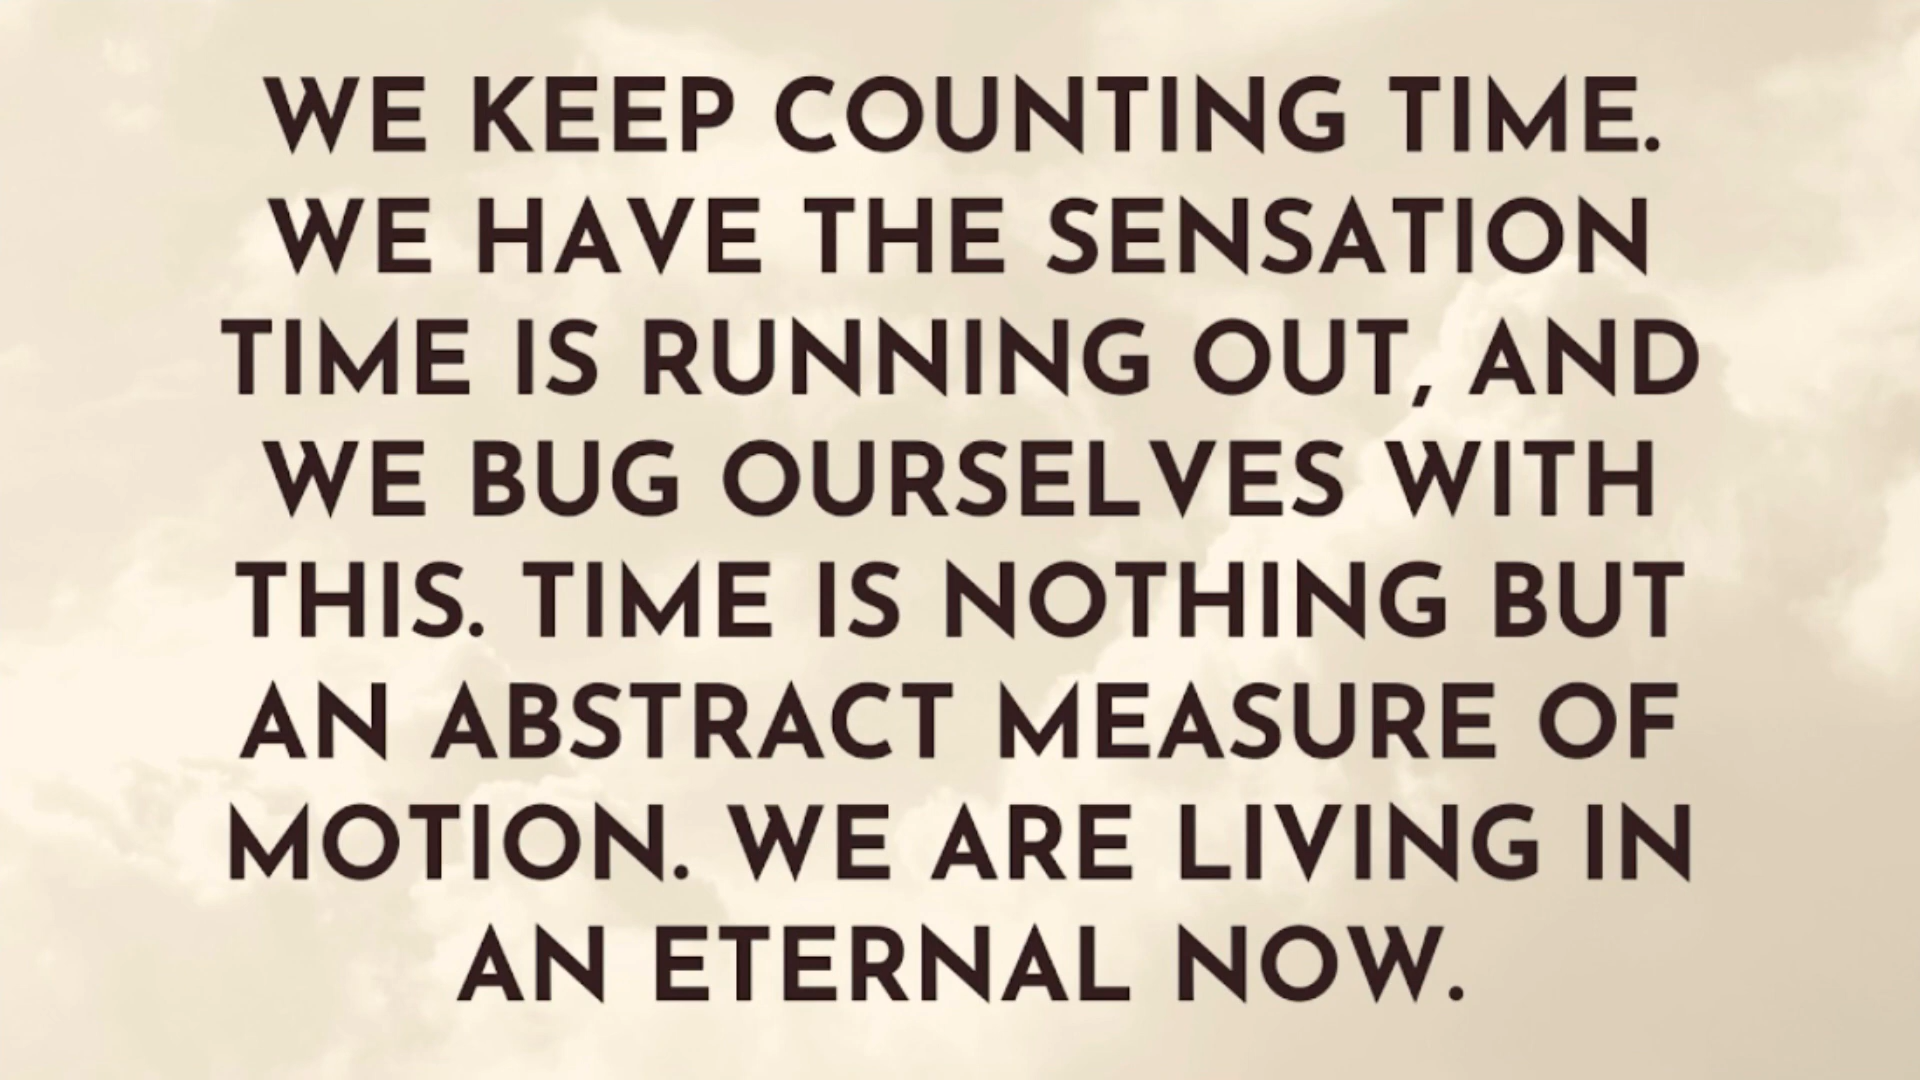 WE KEEP COUNTING TIME.
WE HAVE THE SENSATION
TIME IS RUNNING OUT, AND
WE BUG OURSELVES WITH
THIS. TIME IS NOTHING BUT
AN ABSTRACT MEASURE OF
MOTION. WE ARE LIVING IN
AN ETERNAL NOW.